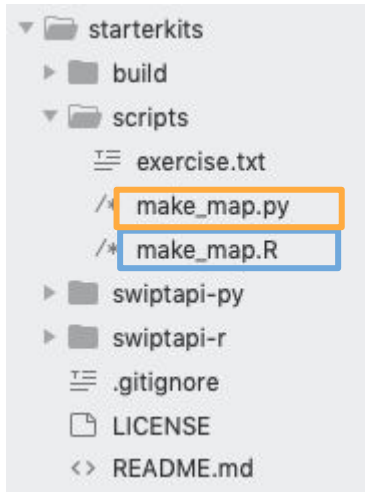 starterkits
build
scripts
exercise.txt
make_map.py
make_map.R
swiptapi-py
swiptapi-r
.gitignore
LICENSE
README.md